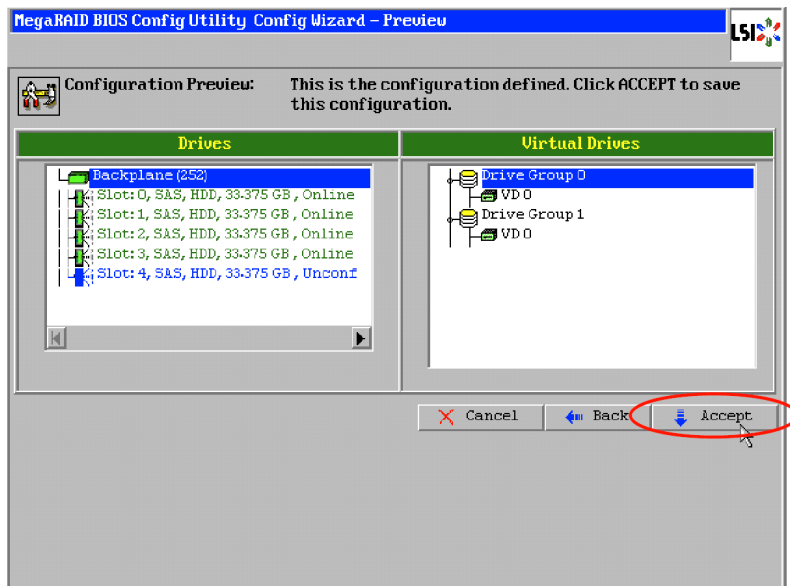 MegaRAID BIOS Config Utility Config Wizard – Preview
LSI
Configuration Preview:
This is the configuration defined. Click ACCEPT to save
this configuration.
Drives
Backplane (252)
Slot: 0, SAS, HDD, 33.375 GB, Online
Slot: 1, SAS, HDD, 33.375 GB, Online
Slot: 2, SAS, HDD, 33.375 GB, Online
Slot: 3, SAS, HDD, 33.375 GB, Online
Slot: 4, SAS, HDD, 33.375 GB, Unconf
Virtual Drives
Drive Group 0
VD 0
Drive Group 1
VD 0
Cancel
Back
Accept